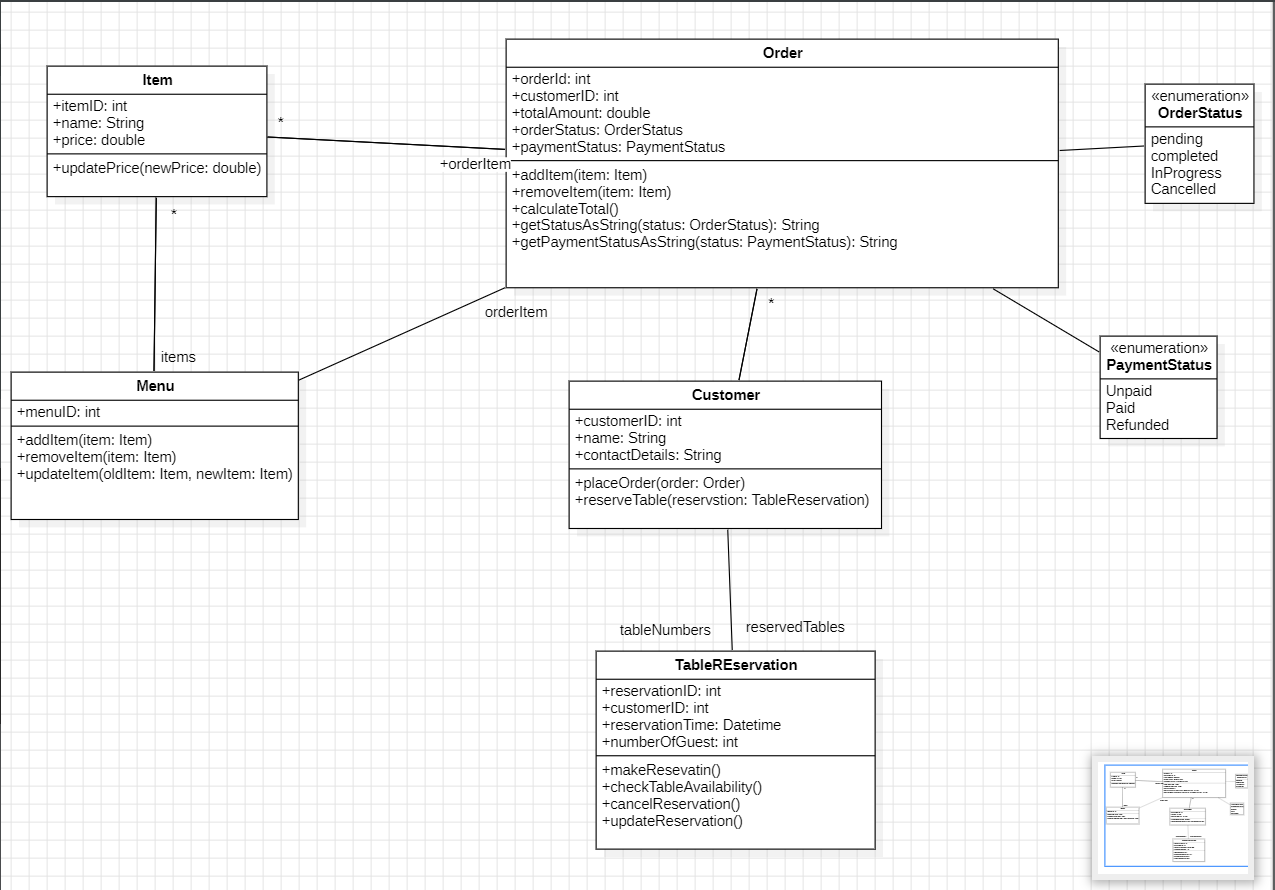 Item
+itemID: int
+name: String
+price: double
+updatePrice(newPrice: double)
*
*
+orderItem
Order
+orderId: int
+customerID: int
+totalAmount: double
+orderStatus: OrderStatus
+paymentStatus: PaymentStatus
+addItem(item: Item)
+removeItem(item: Item)
+calculateTotal()
+getStatusAsString(status: OrderStatus): String
+getPaymentStatusAsString(status: PaymentStatus): String
«enumeration»
OrderStatus
pending
completed
InProgress
Cancelled
orderItem
*
items
Menu
+menuID: int
+addItem(item: Item)
+removeItem(item: Item)
+updateItem(oldItem: Item, newItem: Item)
Customer
+customerID: int
+name: String
+contactDetails: String
+placeOrder(order: Order)
+reserveTable(reservstion: TableReservation)
«enumeration»
PaymentStatus
Unpaid
Paid
Refunded
tableNumbers
reservedTables
TableREservation
+reservationID: int
+customerID: int
+reservationTime: Datetime
+numberOfGuest: int
+makeResevatin()
+checkTableAvailability()
+cancelReservation()
+updateReservation()